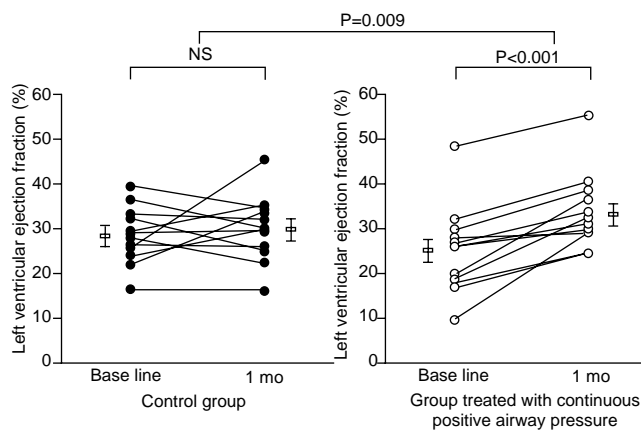 P=0.009
NS
P<0.001
Left ventricular ejection fraction (%)
60
50
40
30
20
10
0
Base line
1 mo
Control group
Left ventricular ejection fraction (%)
60
50
40
30
20
10
0
Base line
1 mo
Group treated with continuous
positive airway pressure